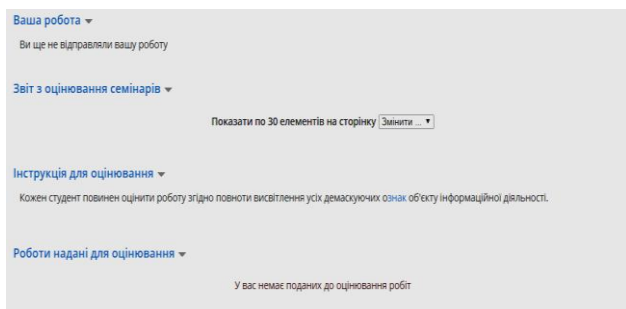 Ваша робота
Ви ще не відправляли вашу роботу
Звіт з оцінювання семінарів
Показати по 30 елементів на сторінку Змінити ...
Інструкція для оцінювання
Кожен студент повинен оцінити роботу згідно повноти висвітлення усіх демаскуючих ознак об'єкту інформаційної діяльності.
Роботи надані для оцінювання
У вас немає поданих до оцінювання робіт